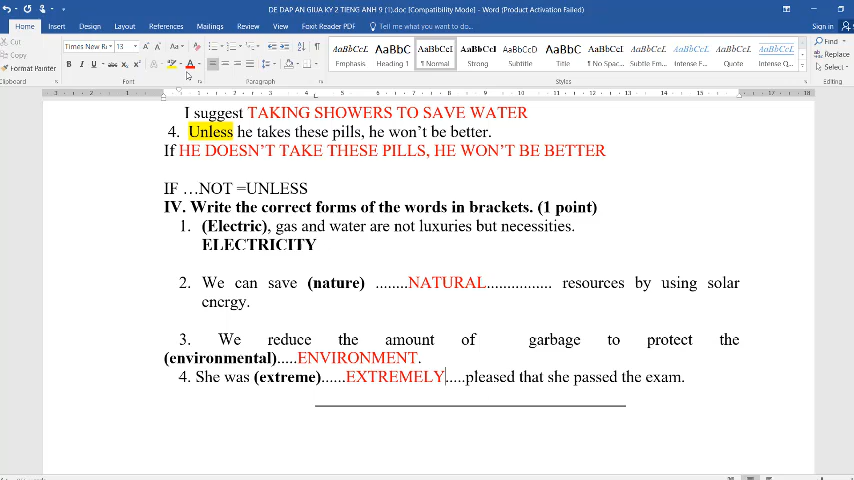 DE DAP AN GIUA KY 2 TIENG ANH 9 (1).doc [Compatibility Mode] - Word (Product Activation Failed)
Home Insert Design Layout References Mailings Review View Foxit Reader PDF Tell me what you want to do... Sign in
Cut
Copy
Format Painter
Times New Ro 13
AaBbCcI AaBbC AaBbCcI AaBbCcI AaBbCcD AaBbC AaBbCcI AaBbCcI AaBbCcI AaBbCcI
Emphasis Heading 1 ¶ Normal Strong Subtitle Title ¶ No Spac... Subtle Em... Intense E... Quote Intense Q...
Find
Replace
Select
Clipboard Font Paragraph Styles Editing
I suggest TAKING SHOWERS TO SAVE WATER
4. Unless he takes these pills, he won’t be better.
If HE DOESN’T TAKE THESE PILLS, HE WON’T BE BETTER
IF …NOT =UNLESS
IV. Write the correct forms of the words in brackets. (1 point)
1. (Electric), gas and water are not luxuries but necessities.
ELECTRICITY
2. We can save (nature) ........NATURAL................ resources by using solar
energy.
3. We reduce the amount of garbage to protect the
(environmental).....ENVIRONMENT.
4. She was (extreme)......EXTREMELY.....pleased that she passed the exam.